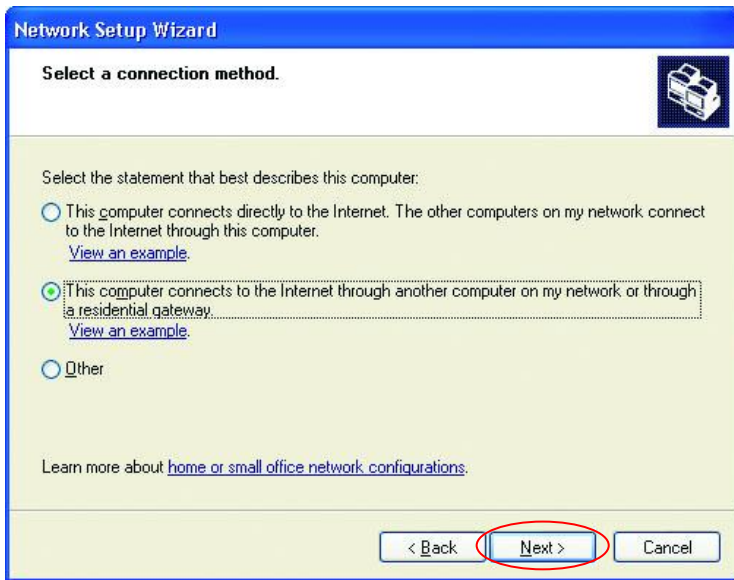 Network Setup Wizard
Select a connection method.
Select the statement that best describes this computer:
This computer connects directly to the Internet. The other computers on my network connect
to the Internet through this computer.
View an example.
This computer connects to the Internet through another computer on my network or through
a residential gateway.
View an example.
Other
Learn more about home or small office network configurations.
< Back Next > Cancel